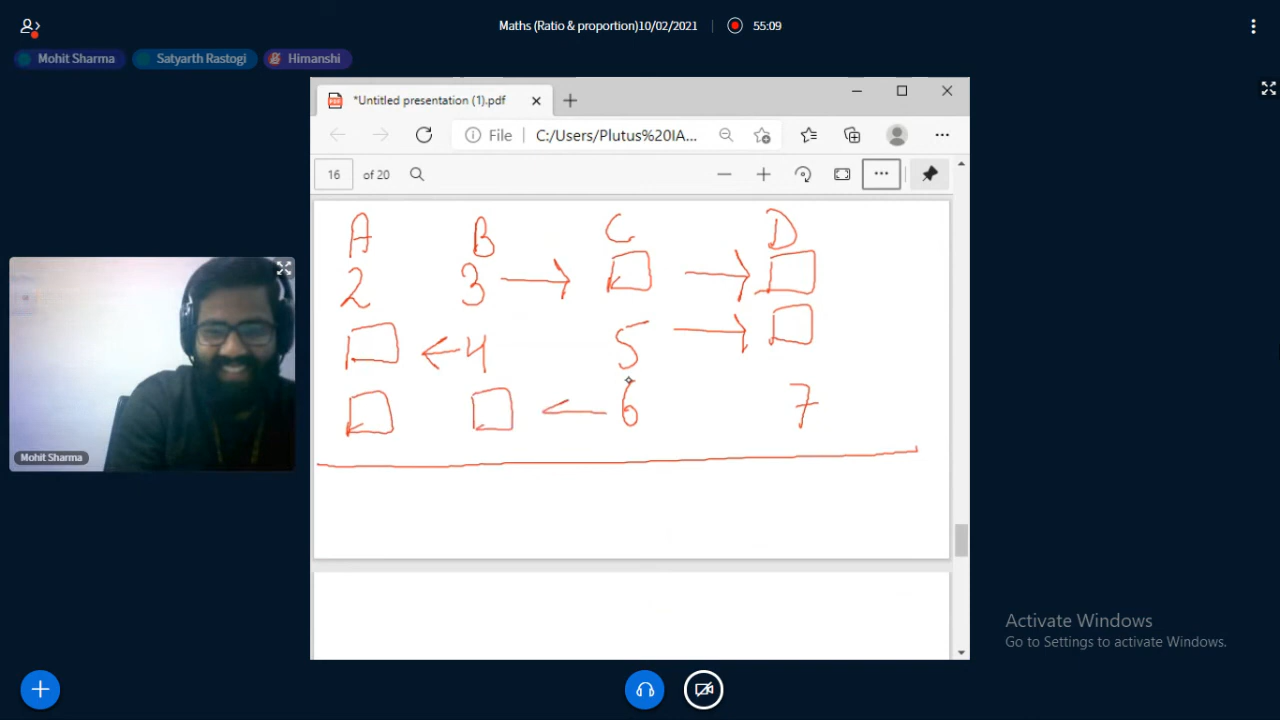 Maths (Ratio & proportion)10/02/2021
55:09
Mohit Sharma
Satyarth Rastogi
Himanshi
*Untitled presentation (1).pdf
File
C:/Users/Plutus%20IA...
16 of 20
A B C D
2 3
4 5
6 7
Mohit Sharma
Activate Windows
Go to Settings to activate Windows.